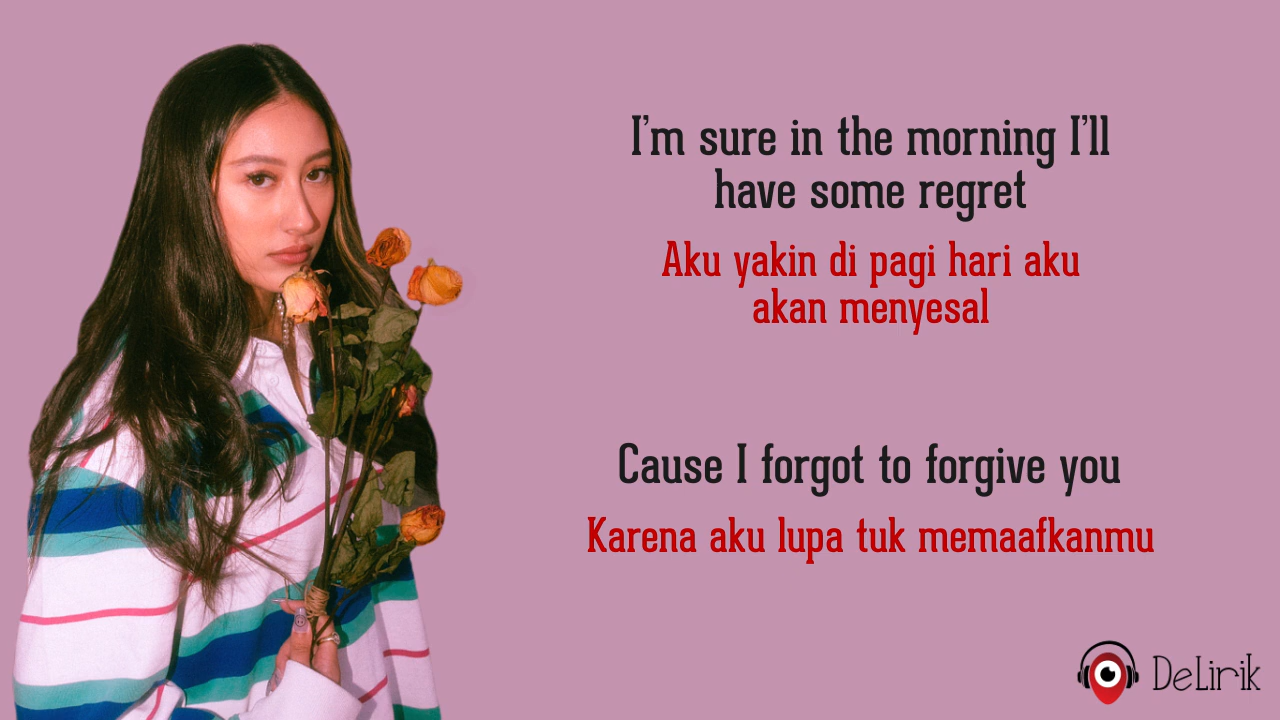 I'm sure in the morning I'll
have some regret
Aku yakin di pagi hari aku
akan menyesal
Cause I forgot to forgive you
Karena aku lupa tuk memaafkanmu
DeLirik